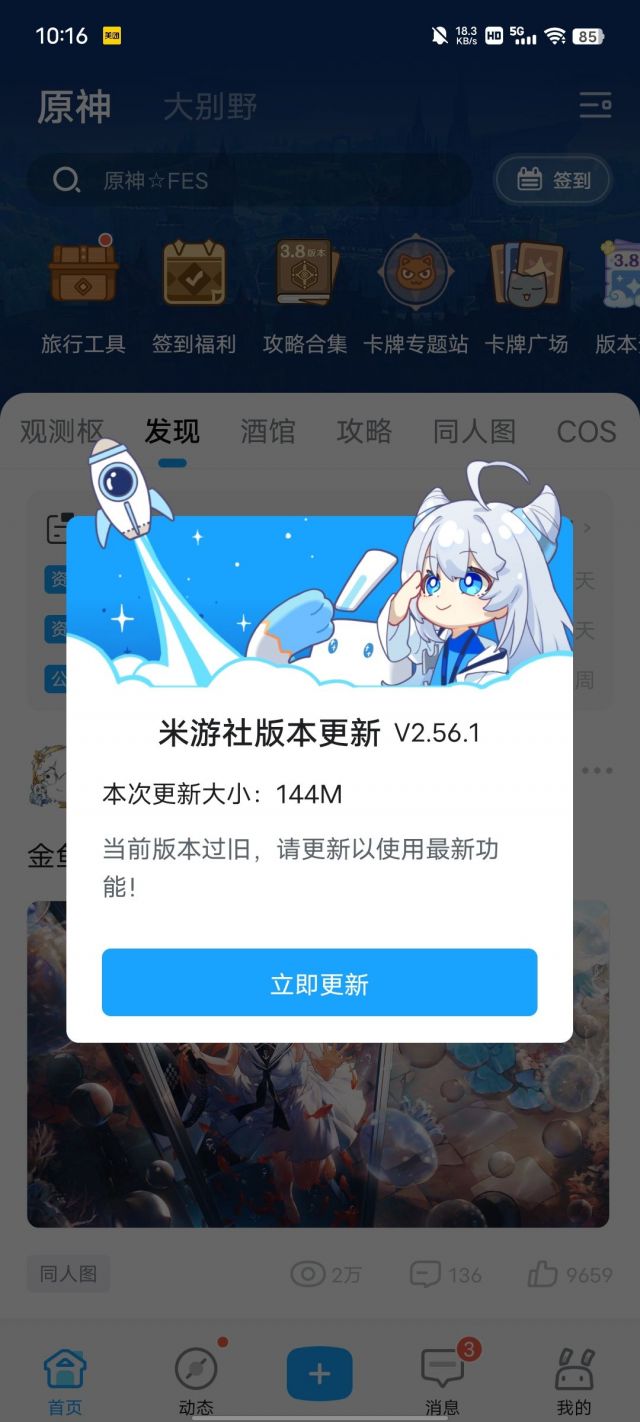 10:16
美团
18.3
KB/s
HD
5G
85
原神
大别野
原神☆FES
签到
3.8版本
3.8
旅行工具
签到福利
攻略合集
卡牌专题站
卡牌广场
版本
观测枢
发现
酒馆
攻略
同人图
COS
资
天
资
天
公
周
米游社版本更新 V2.56.1
本次更新大小：144M
当前版本过旧，请更新以使用最新功
能！
金鱼
立即更新
同人图
2万
136
9659
3
首页
动态
消息
我的